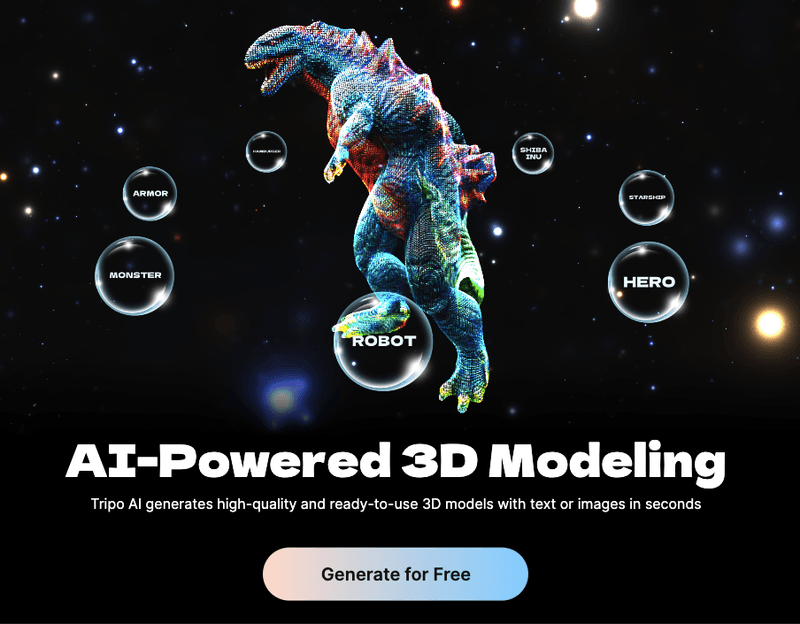 HAMBURGER
SHIBA
INU
ARMOR
STARSHIP
MONSTER
HERO
ROBOT
AI-Powered 3D Modeling
Tripo AI generates high-quality and ready-to-use 3D models with text or images in seconds
Generate for Free